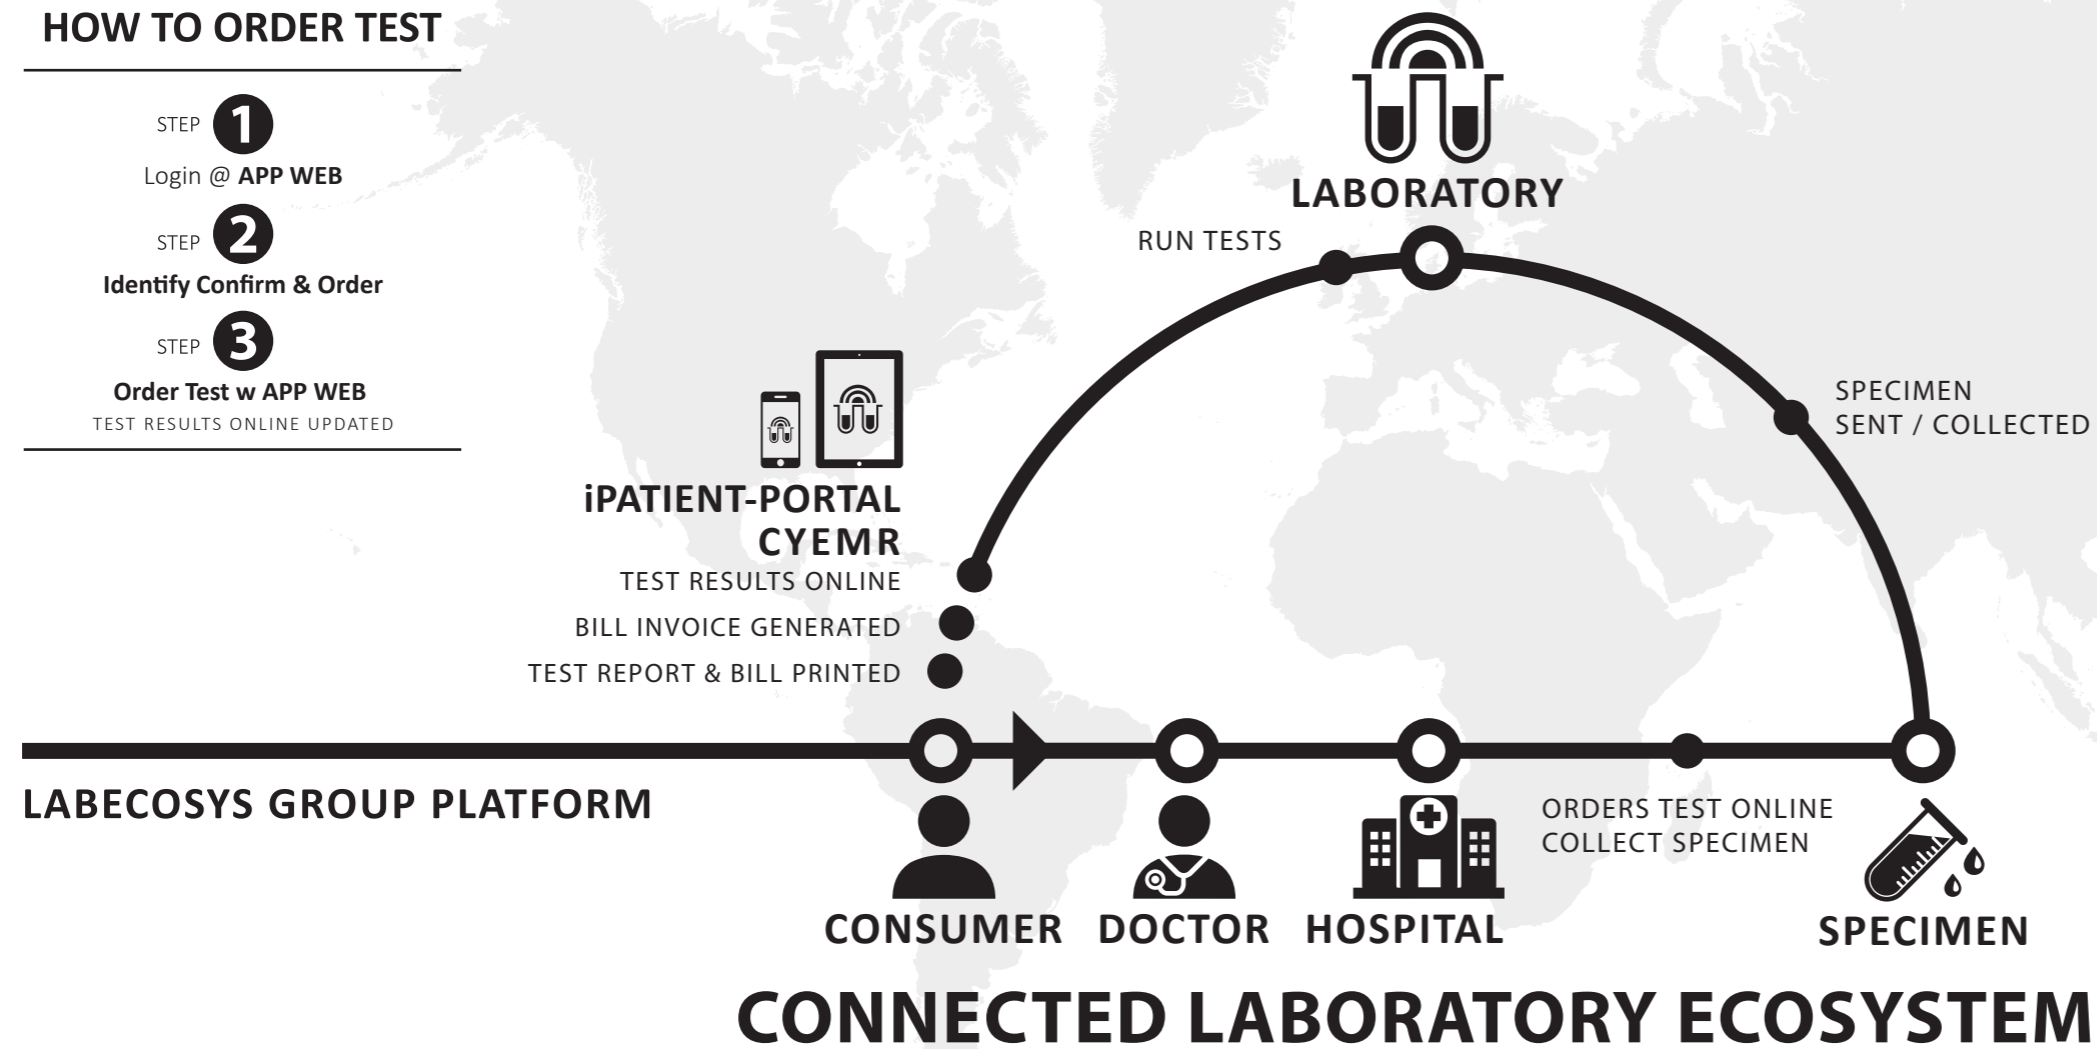 HOW TO ORDER TEST
STEP 1
Login @ APP WEB
STEP 2
Identify Confirm & Order
STEP 3
Order Test w APP WEB
TEST RESULTS ONLINE UPDATED
LABORATORY
RUN TESTS
SPECIMEN
SENT / COLLECTED
iPATIENT-PORTAL
CYEMR
TEST RESULTS ONLINE
BILL INVOICE GENERATED
TEST REPORT & BILL PRINTED
LABECOSYS GROUP PLATFORM
ORDERS TEST ONLINE
COLLECT SPECIMEN
CONSUMER
DOCTOR
HOSPITAL
SPECIMEN
CONNECTED LABORATORY ECOSYSTEM